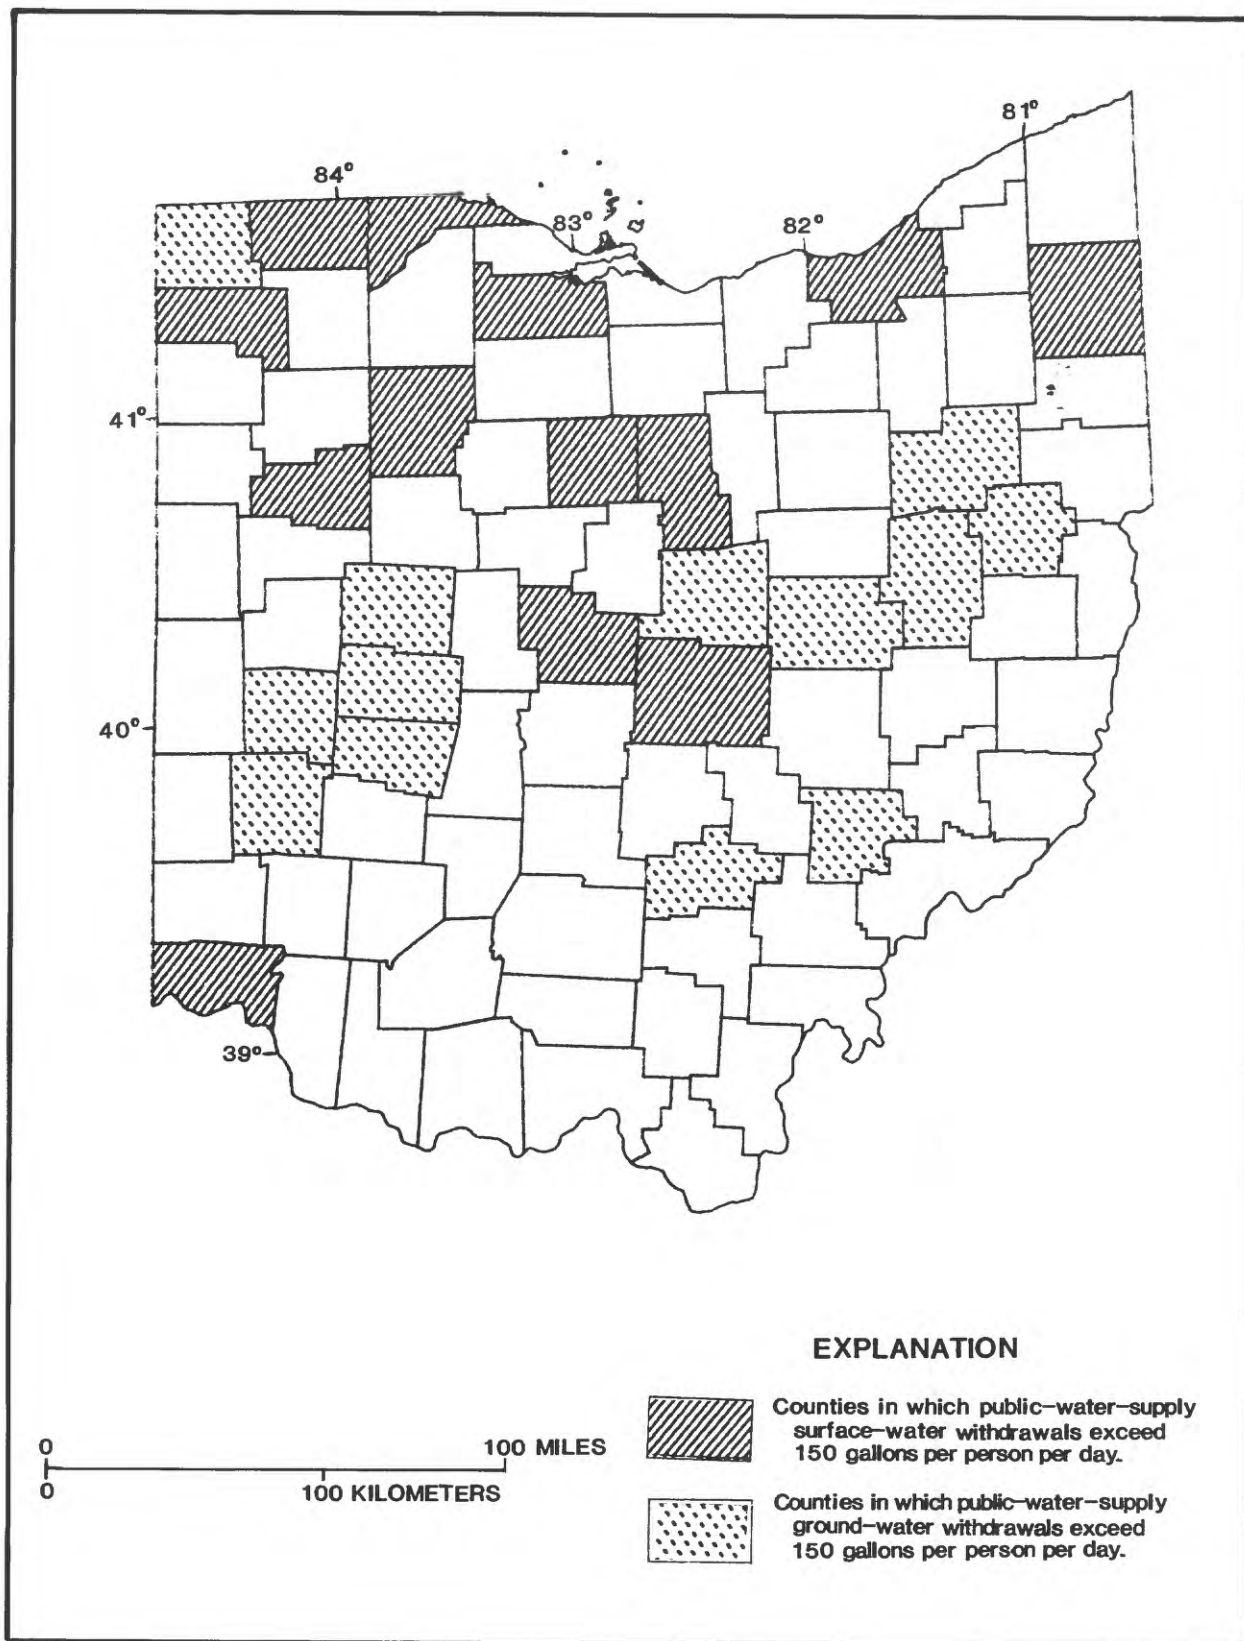 81°
84°
83°
82°
41°
40°
39°
EXPLANATION
Counties in which public-water-supply
surface-water withdrawals exceed
150 gallons per person per day.
0
100 MILES
0
100 KILOMETERS
Counties in which public-water-supply
ground-water withdrawals exceed
150 gallons per person per day.